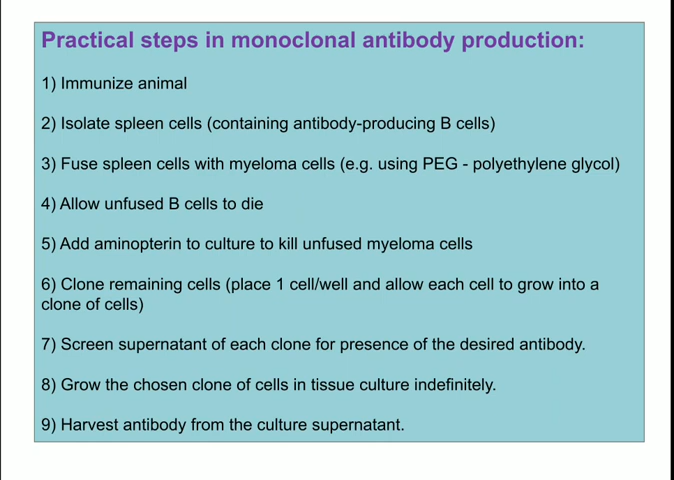 Practical steps in monoclonal antibody production:
1) Immunize animal
2) Isolate spleen cells (containing antibody-producing B cells)
3) Fuse spleen cells with myeloma cells (e.g. using PEG - polyethylene glycol)
4) Allow unfused B cells to die
5) Add aminopterin to culture to kill unfused myeloma cells
6) Clone remaining cells (place 1 cell/well and allow each cell to grow into a
clone of cells)
7) Screen supernatant of each clone for presence of the desired antibody.
8) Grow the chosen clone of cells in tissue culture indefinitely.
9) Harvest antibody from the culture supernatant.